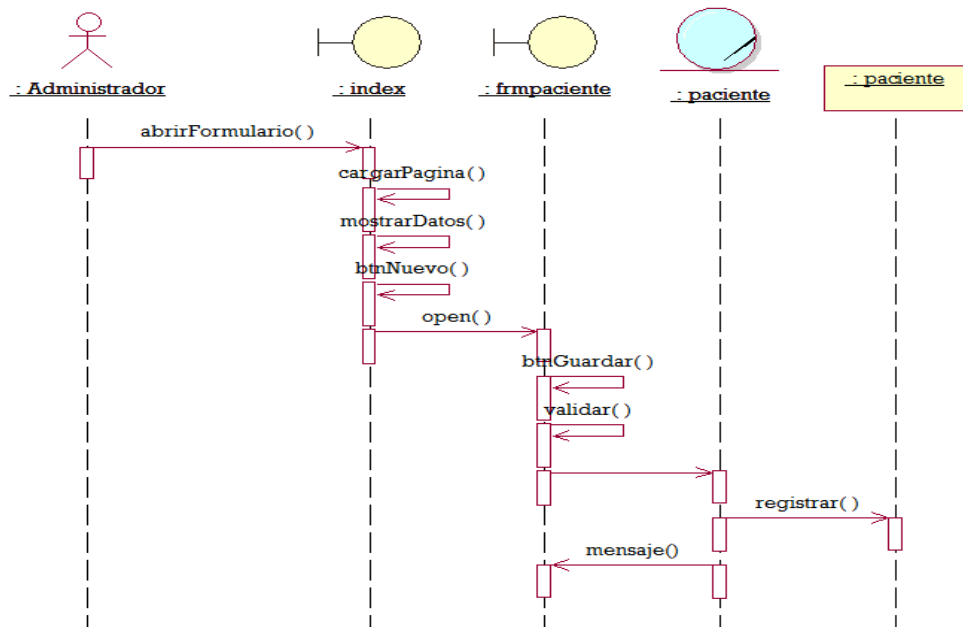 : Administrador
: index
: frmpaciente
: paciente
: paciente
abrirFormulario( )
cargarPagina( )
mostrarDatos( )
btnNuevo( )
open( )
btnGuardar( )
validar( )
registrar( )
mensaje()